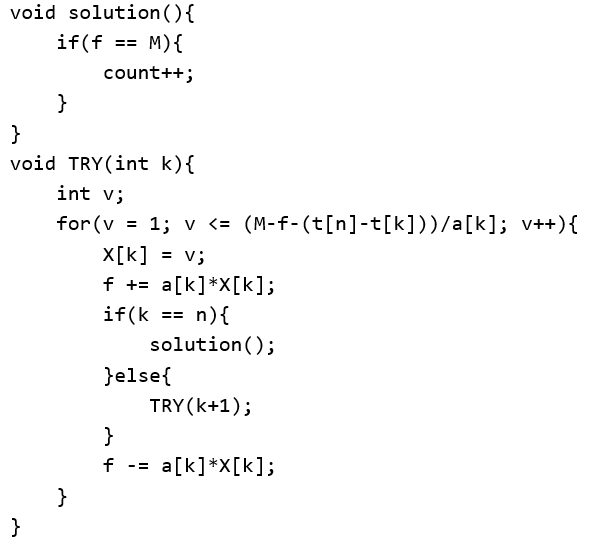 void solution(){
    if(f == M){
        count++;
    }
}
void TRY(int k){
    int v;
    for(v = 1; v <= (M-f-(t[n]-t[k]))/a[k]; v++){
        X[k] = v;
        f += a[k]*X[k];
        if(k == n){
            solution();
        }else{
            TRY(k+1);
        }
        f -= a[k]*X[k];
    }
}